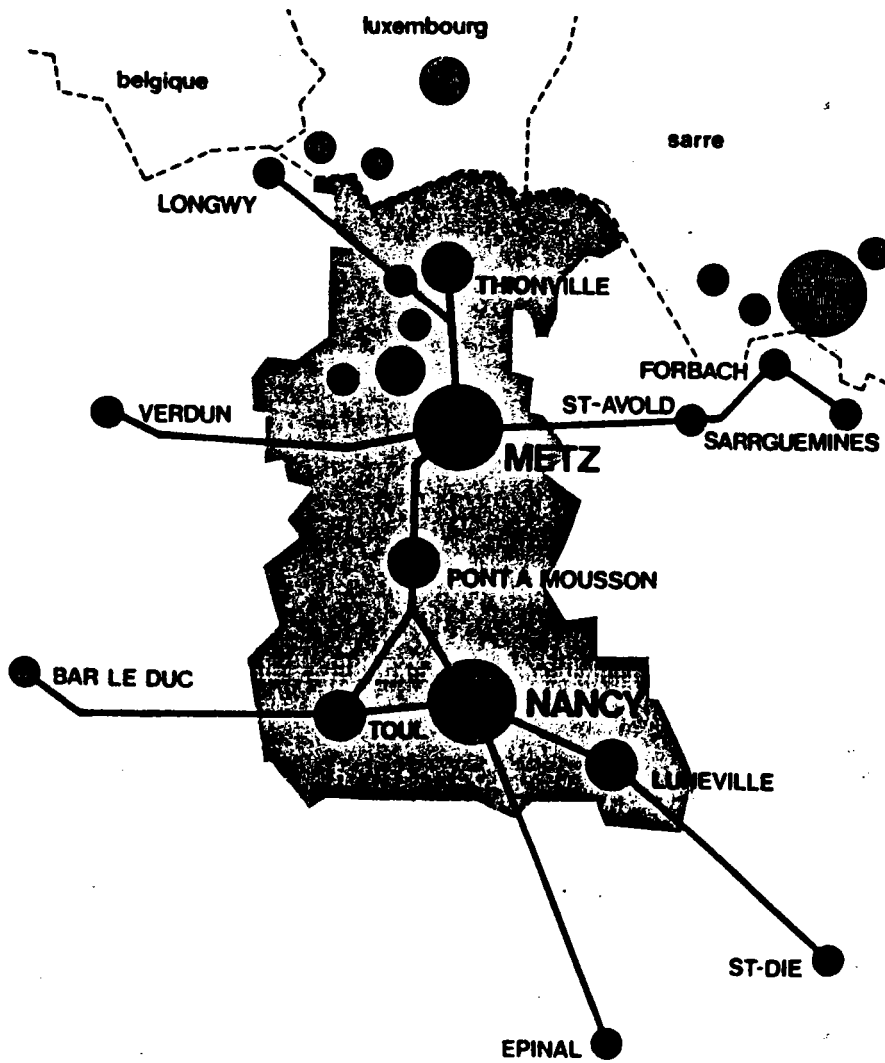 luxembourg
belgique
sarre
LONGWY
THIONVILLE
FORBACH
ST-AVOLD
VERDUN
SARRGUEMINES
METZ
PONT A MOUSSON
BAR LE DUC
NANCY
TOUL
LUNEVILLE
ST-DIE
EPINAL